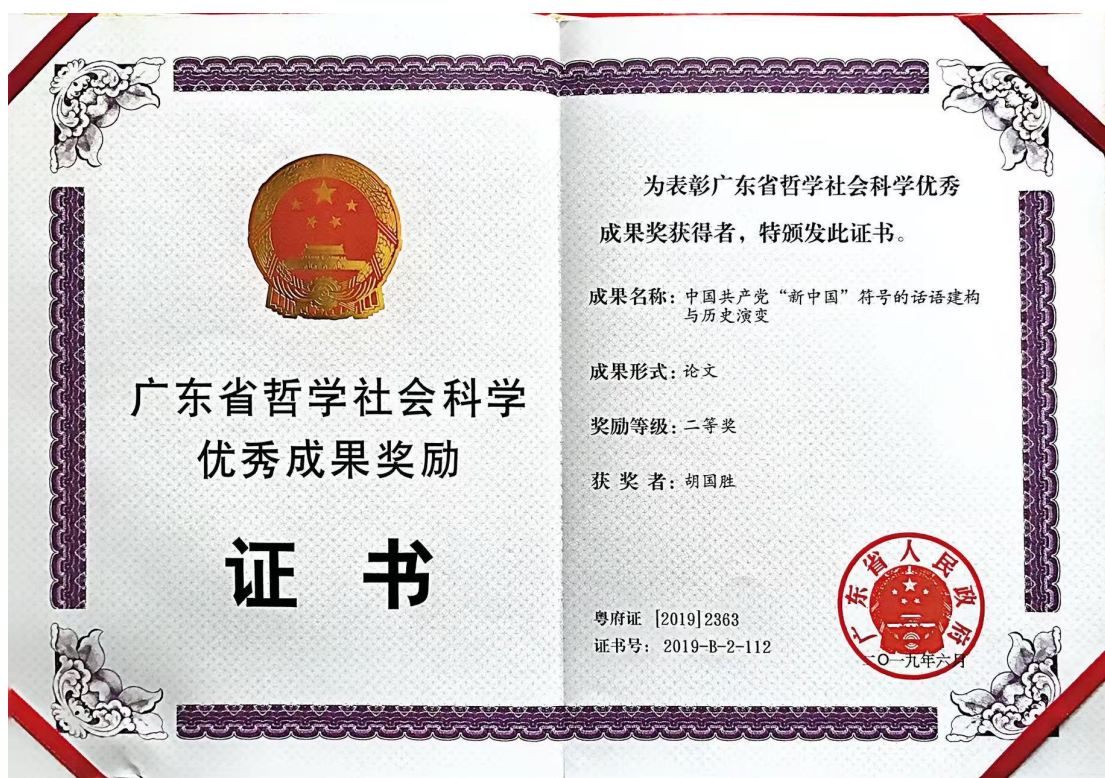 广东省哲学社会科学
优秀成果奖励
证 书
为表彰广东省哲学社会科学优秀
成果奖获得者，特颁发此证书。
成果名称：中国共产党“新中国”符号的话语建构
与历史演变
成果形式：论文
奖励等级：二等奖
获 奖 者：胡国胜
粤府证 [2019]2363
证书号： 2019-B-2-112
广东省人民政府
二〇一九年六月